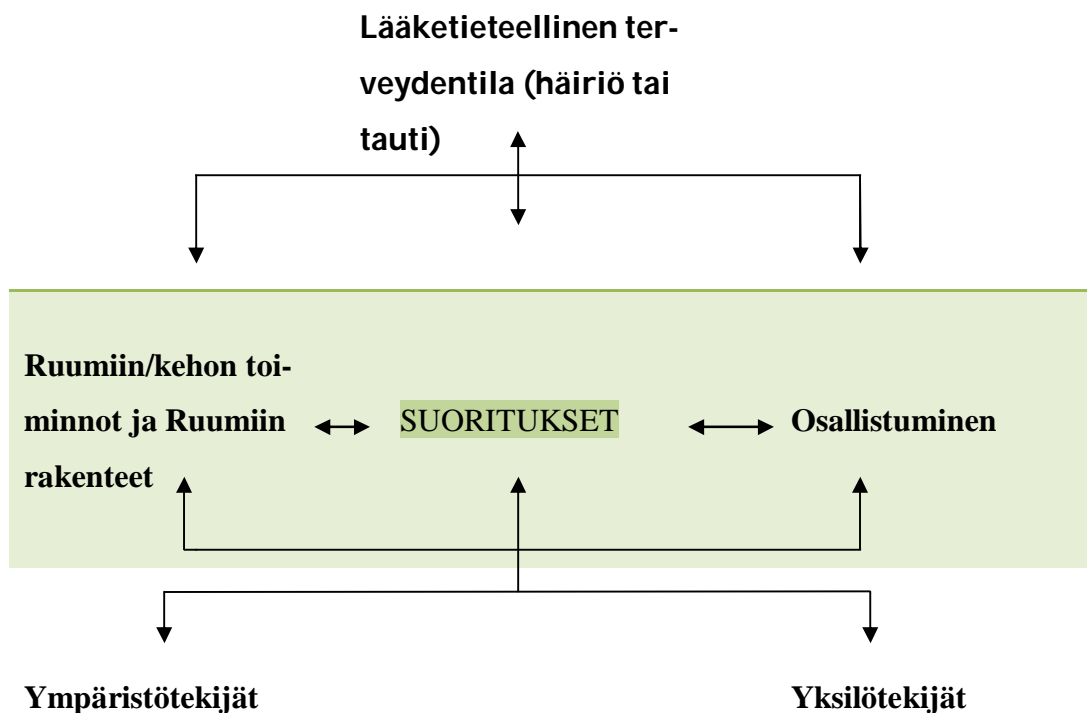 Lääketieteellinen ter-
veydentila (häiriö tai
tauti)
Ruumiin/kehon toi-
minnot ja Ruumiin
rakenteet
SUORITUKSET
Osallistuminen
Ympäristötekijät
Yksilötekijät